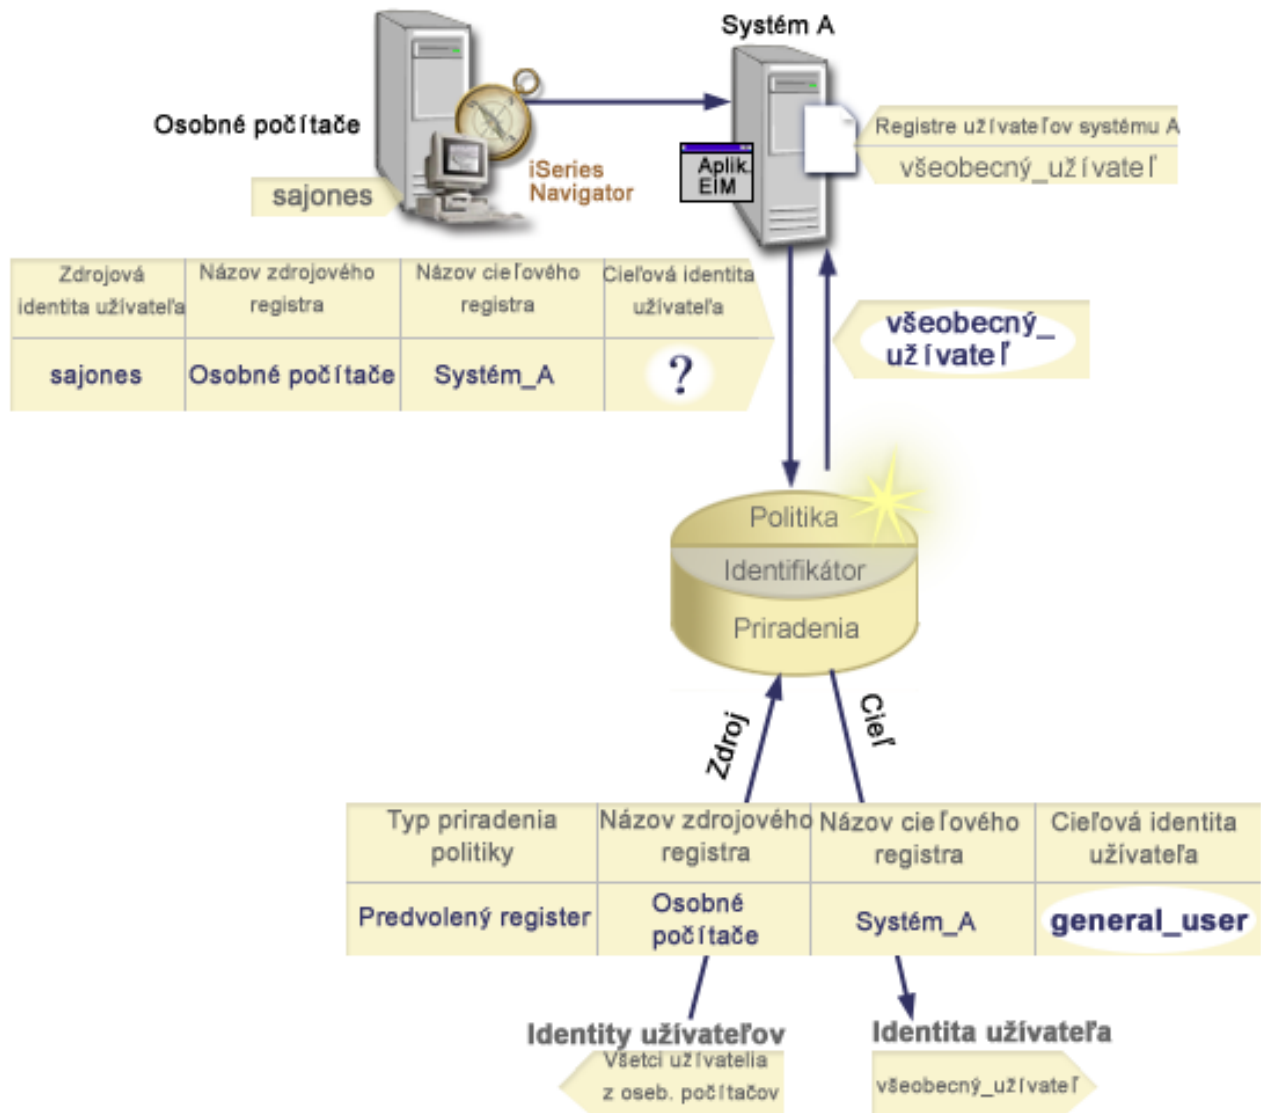 Systém A
Osobné počítače
sajones
iSeries
Navigator
Aplik.
EIM
Registre užívateľov systému A
všeobecný_užívateľ
Zdrojová
identita užívateľa
Názov zdrojového
registra
Názov cieľového
registra
Cieľová identita
užívateľa
sajones
Osobné počítače
Systém_A
?
všeobecný_
užívateľ
Politika
Identifikátor
Priradenia
Zdroj
Cieľ
Typ priradenia
politiky
Názov zdrojového
registra
Názov cieľového
registra
Cieľová identita
užívateľa
Predvolený register
Osobné
počítače
Systém_A
general_user
Identity užívateľov
Všetci užívatelia
z oseb. počítačov
Identita užívateľa
všeobecný_užívateľ